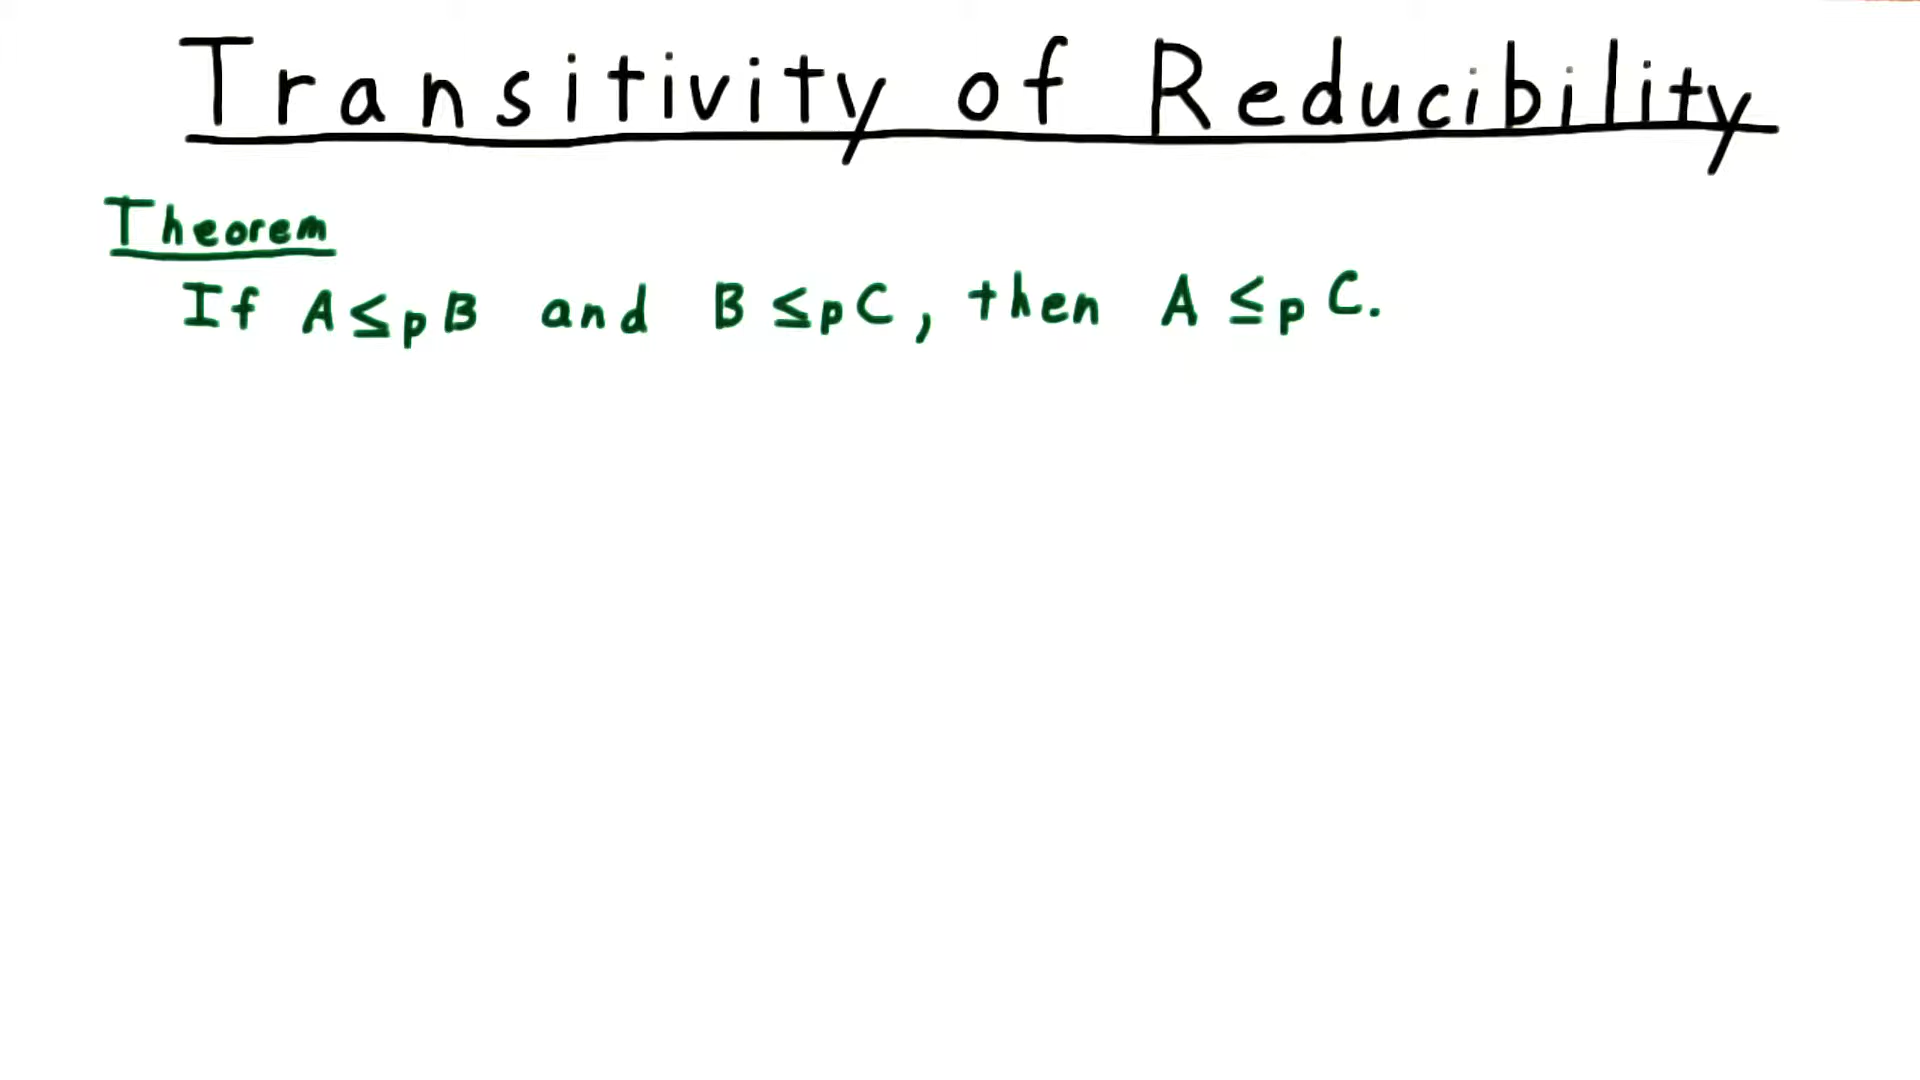 Transitivity of Reducibility
Theorem
If A ≤p B and B ≤p C, then A ≤p C.